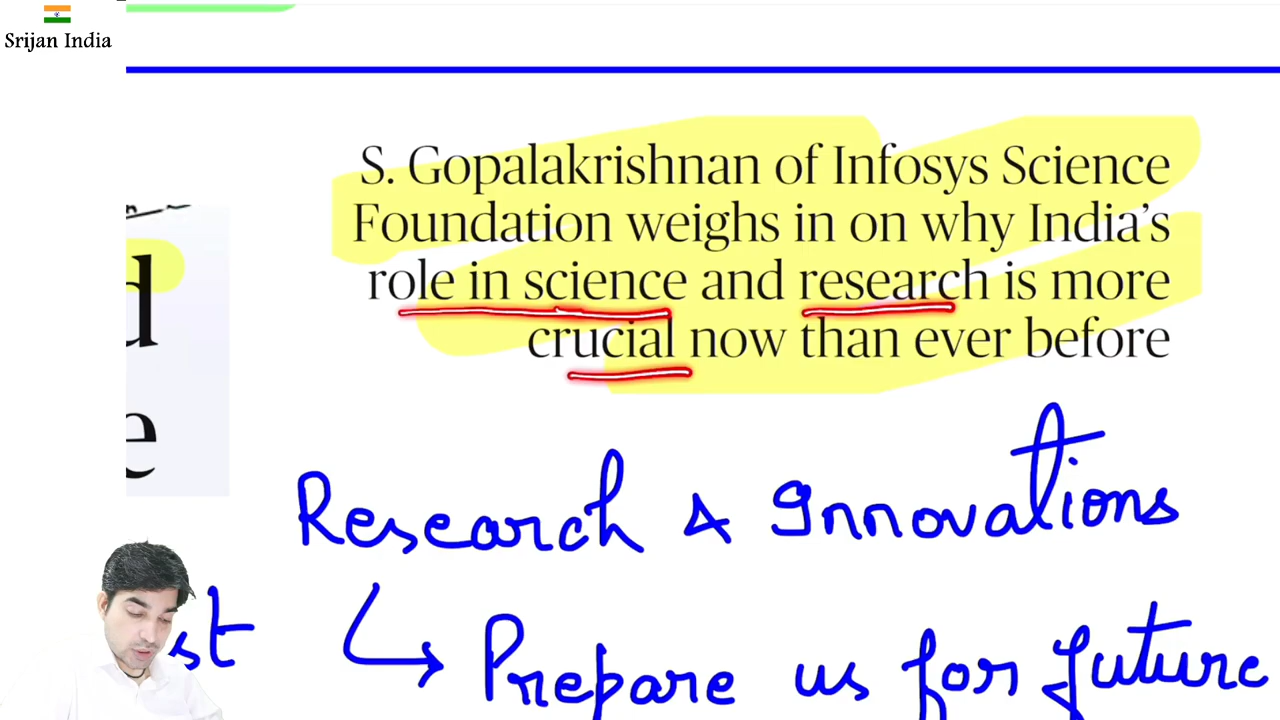 Srijan India
S. Gopalakrishnan of Infosys Science
Foundation weighs in on why India's
role in science and research is more
crucial now than ever before
d
e
Research & Innovations
st
Prepare us for future